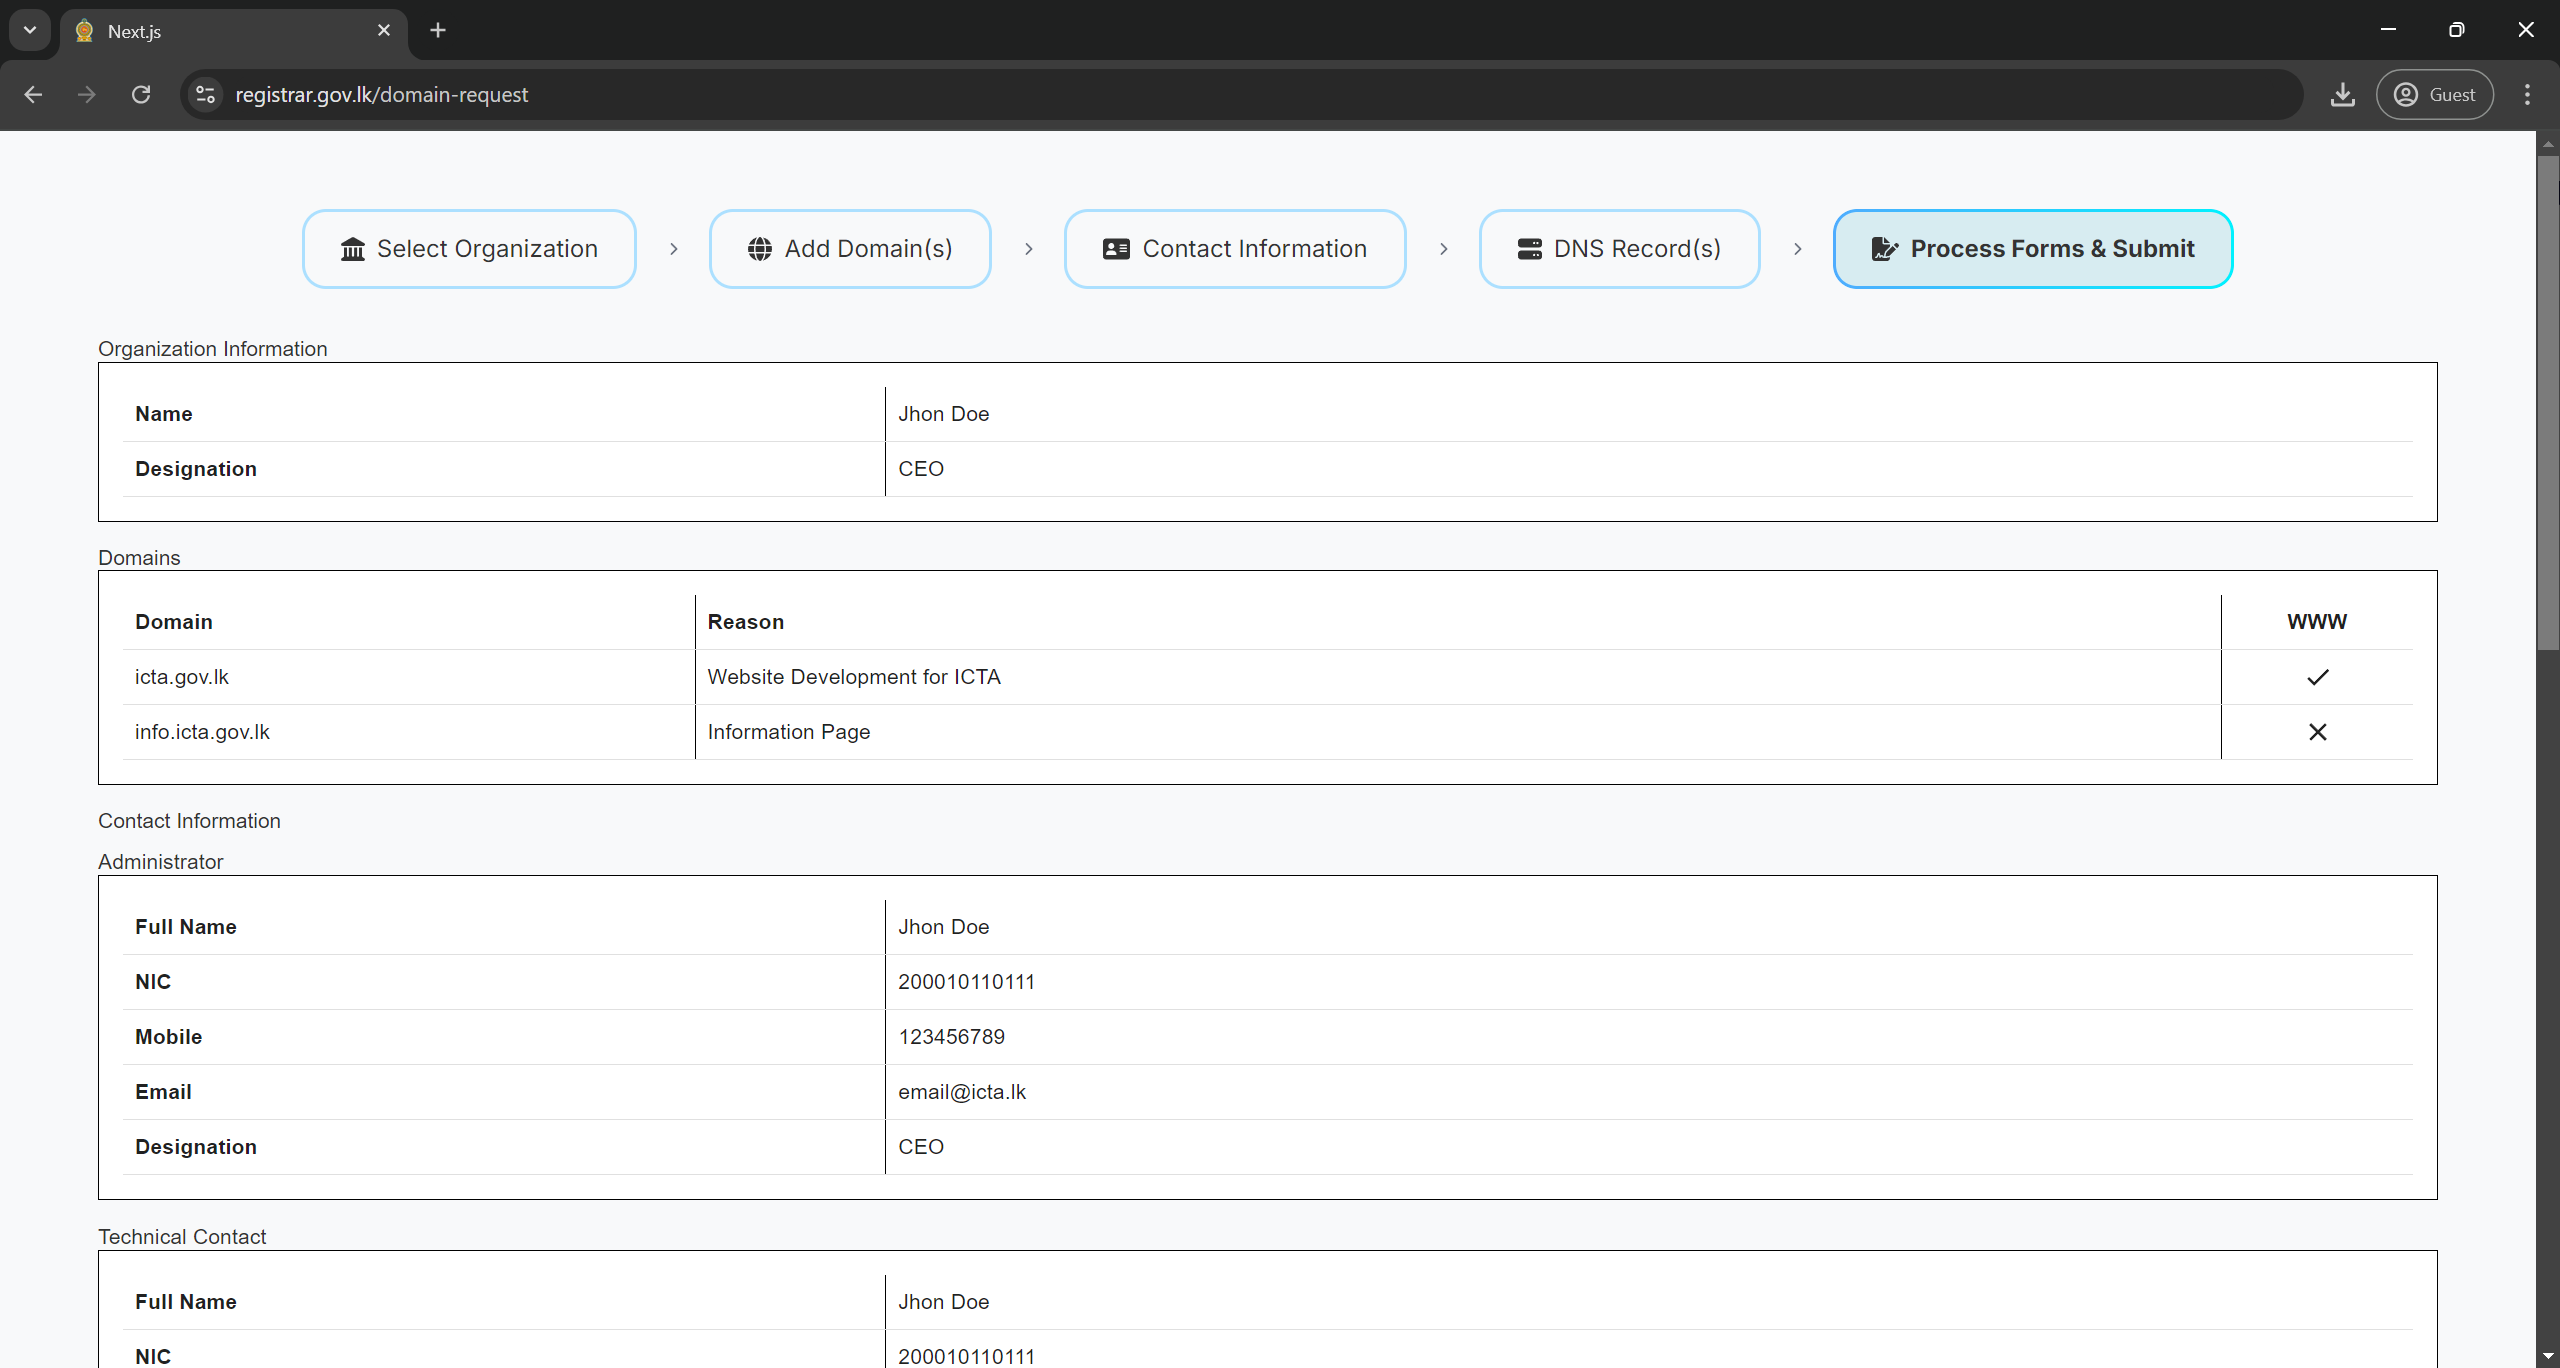 Next.js
registrar.gov.lk/domain-request
Guest
Select Organization
Add Domain(s)
Contact Information
DNS Record(s)
Process Forms & Submit
Organization Information
Name Jhon Doe
Designation CEO
Domains
Domain Reason WWW
icta.gov.lk Website Development for ICTA
info.icta.gov.lk Information Page
Contact Information
Administrator
Full Name Jhon Doe
NIC 200010110111
Mobile 123456789
Email email@icta.lk
Designation CEO
Technical Contact
Full Name Jhon Doe
NIC 200010110111